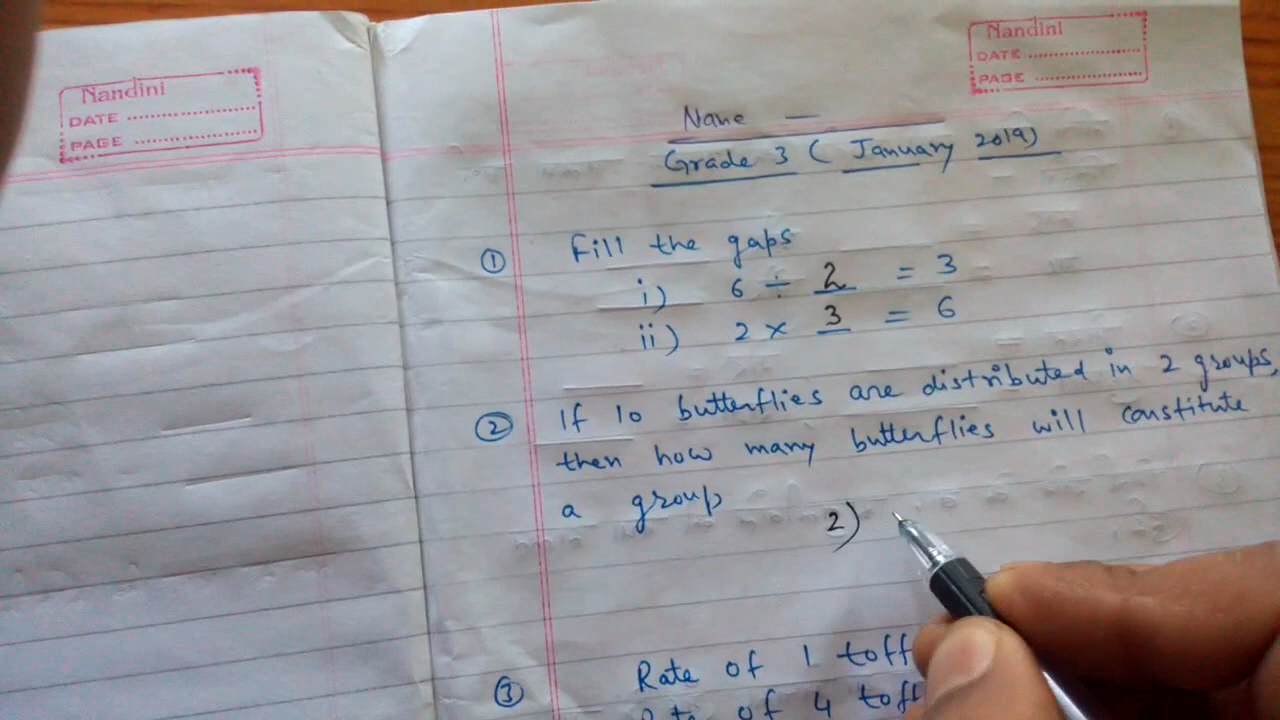 Nandini
DATE
PAGE
Nandini
DATE
PAGE
Name —
Grade 3 ( January 2019)
① Fill the gaps
i) 6 ÷ 2 = 3
ii) 2 × 3 = 6
② If 10 butterflies are distributed in 2 groups,
then how many butterflies will constitute
a group
2)
③ Rate of 1 toff
Rate of 4 toff